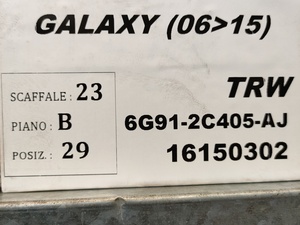 GALAXY (06>15)
SCAFFALE : 23
PIANO : B
POSIZ. : 29
TRW
6G91-2C405-AJ
16150302